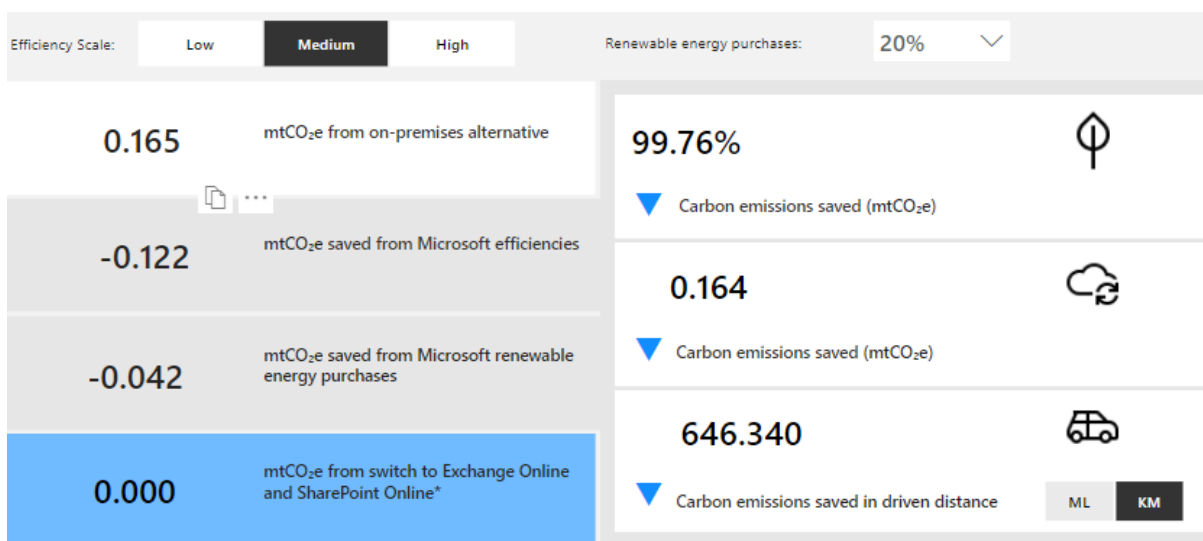 Efficiency Scale:
Low
Medium
High
Renewable energy purchases:
20%
0.165
mtCO₂e from on-premises alternative
-0.122
mtCO₂e saved from Microsoft efficiencies
-0.042
mtCO₂e saved from Microsoft renewable
energy purchases
0.000
mtCO₂e from switch to Exchange Online
and SharePoint Online*
99.76%
Carbon emissions saved (mtCO₂e)
0.164
Carbon emissions saved (mtCO₂e)
646.340
Carbon emissions saved in driven distance
ML
KM